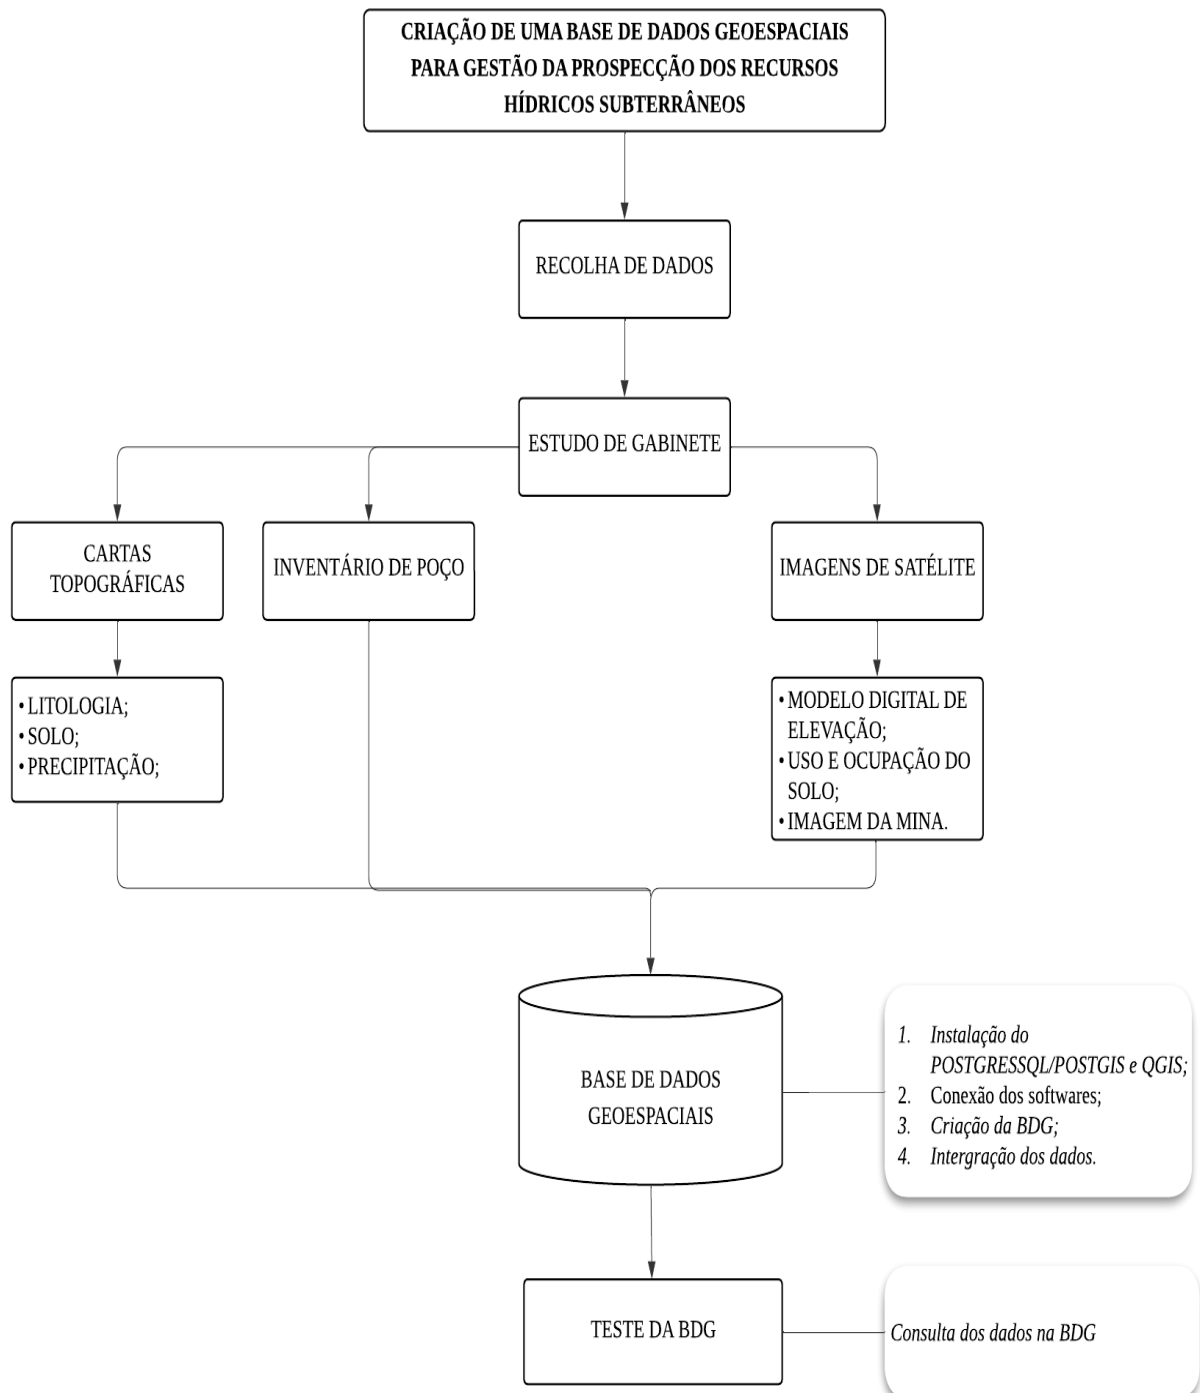 CRIAÇÃO DE UMA BASE DE DADOS GEOESPACIAIS
PARA GESTÃO DA PROSPECÇÃO DOS RECURSOS
HÍDRICOS SUBTERRÂNEOS
RECOLHA DE DADOS
ESTUDO DE GABINETE
CARTAS
TOPOGRÁFICAS
INVENTÁRIO DE POÇO
IMAGENS DE SATÉLITE
• LITOLOGIA;
• SOLO;
• PRECIPITAÇÃO;
• MODELO DIGITAL DE
ELEVAÇÃO;
• USO E OCUPAÇÃO DO
SOLO;
• IMAGEM DA MINA.
BASE DE DADOS
GEOESPACIAIS
1. Instalação do
POSTGRESSQL/POSTGIS e QGIS;
2. Conexão dos softwares;
3. Criação da BDG;
4. Intergração dos dados.
TESTE DA BDG
Consulta dos dados na BDG